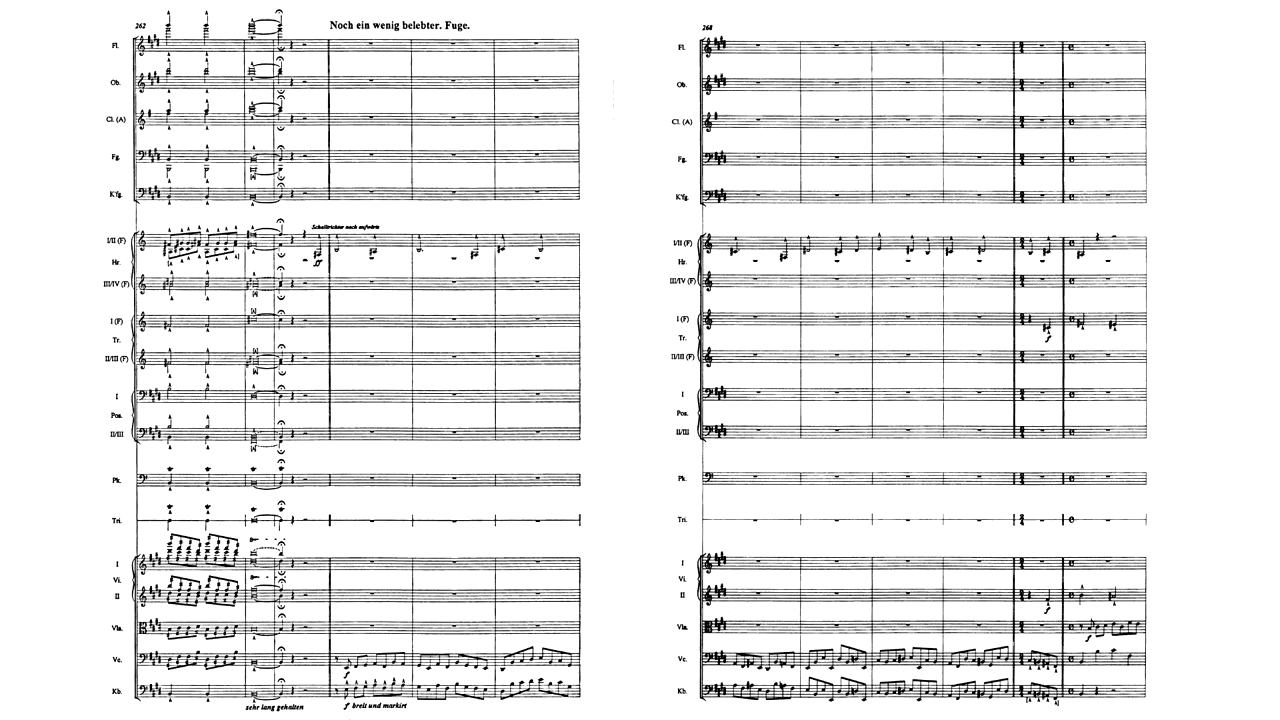 262
Noch ein wenig belebter. Fuge.
Fl.
Ob.
Cl. (A)
Fg.
K'fg.
Schalltrichter nach aufwärts
I/II (F)
Hr.
ff
III/IV (F)
I (F)
Tr.
II/III (F)
I
Pos.
II/III
Pk.
Tri.
I
Vi.
II
Vla.
Vc.
f
Kb.
sehr lang gehalten
f breit und markirt
268
Fl.
Ob.
Cl. (A)
Fg.
K'fg.
I/II (F)
Hr.
III/IV (F)
I (F)
Tr.
f
II/III (F)
I
Pos.
II/III
Pk.
Tri.
I
Vi.
II
f
Vla.
f
Vc.
Kb.